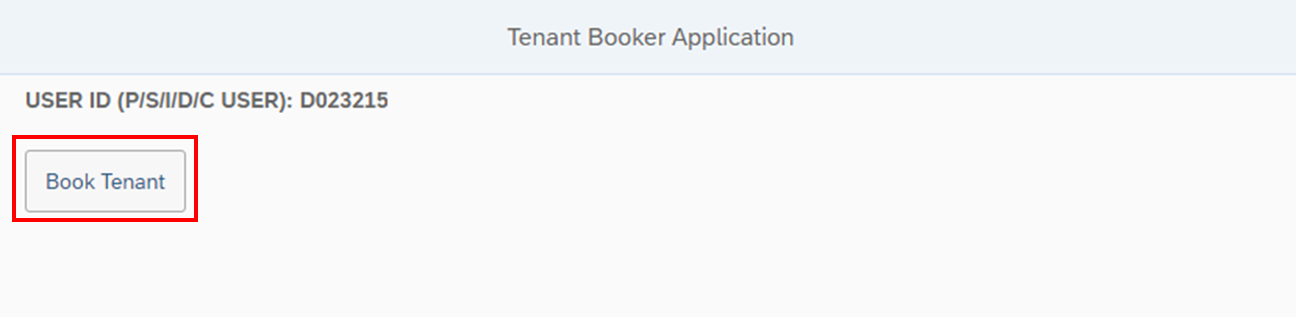 Tenant Booker Application
USER ID (P/S/I/D/C USER): D023215
Book Tenant